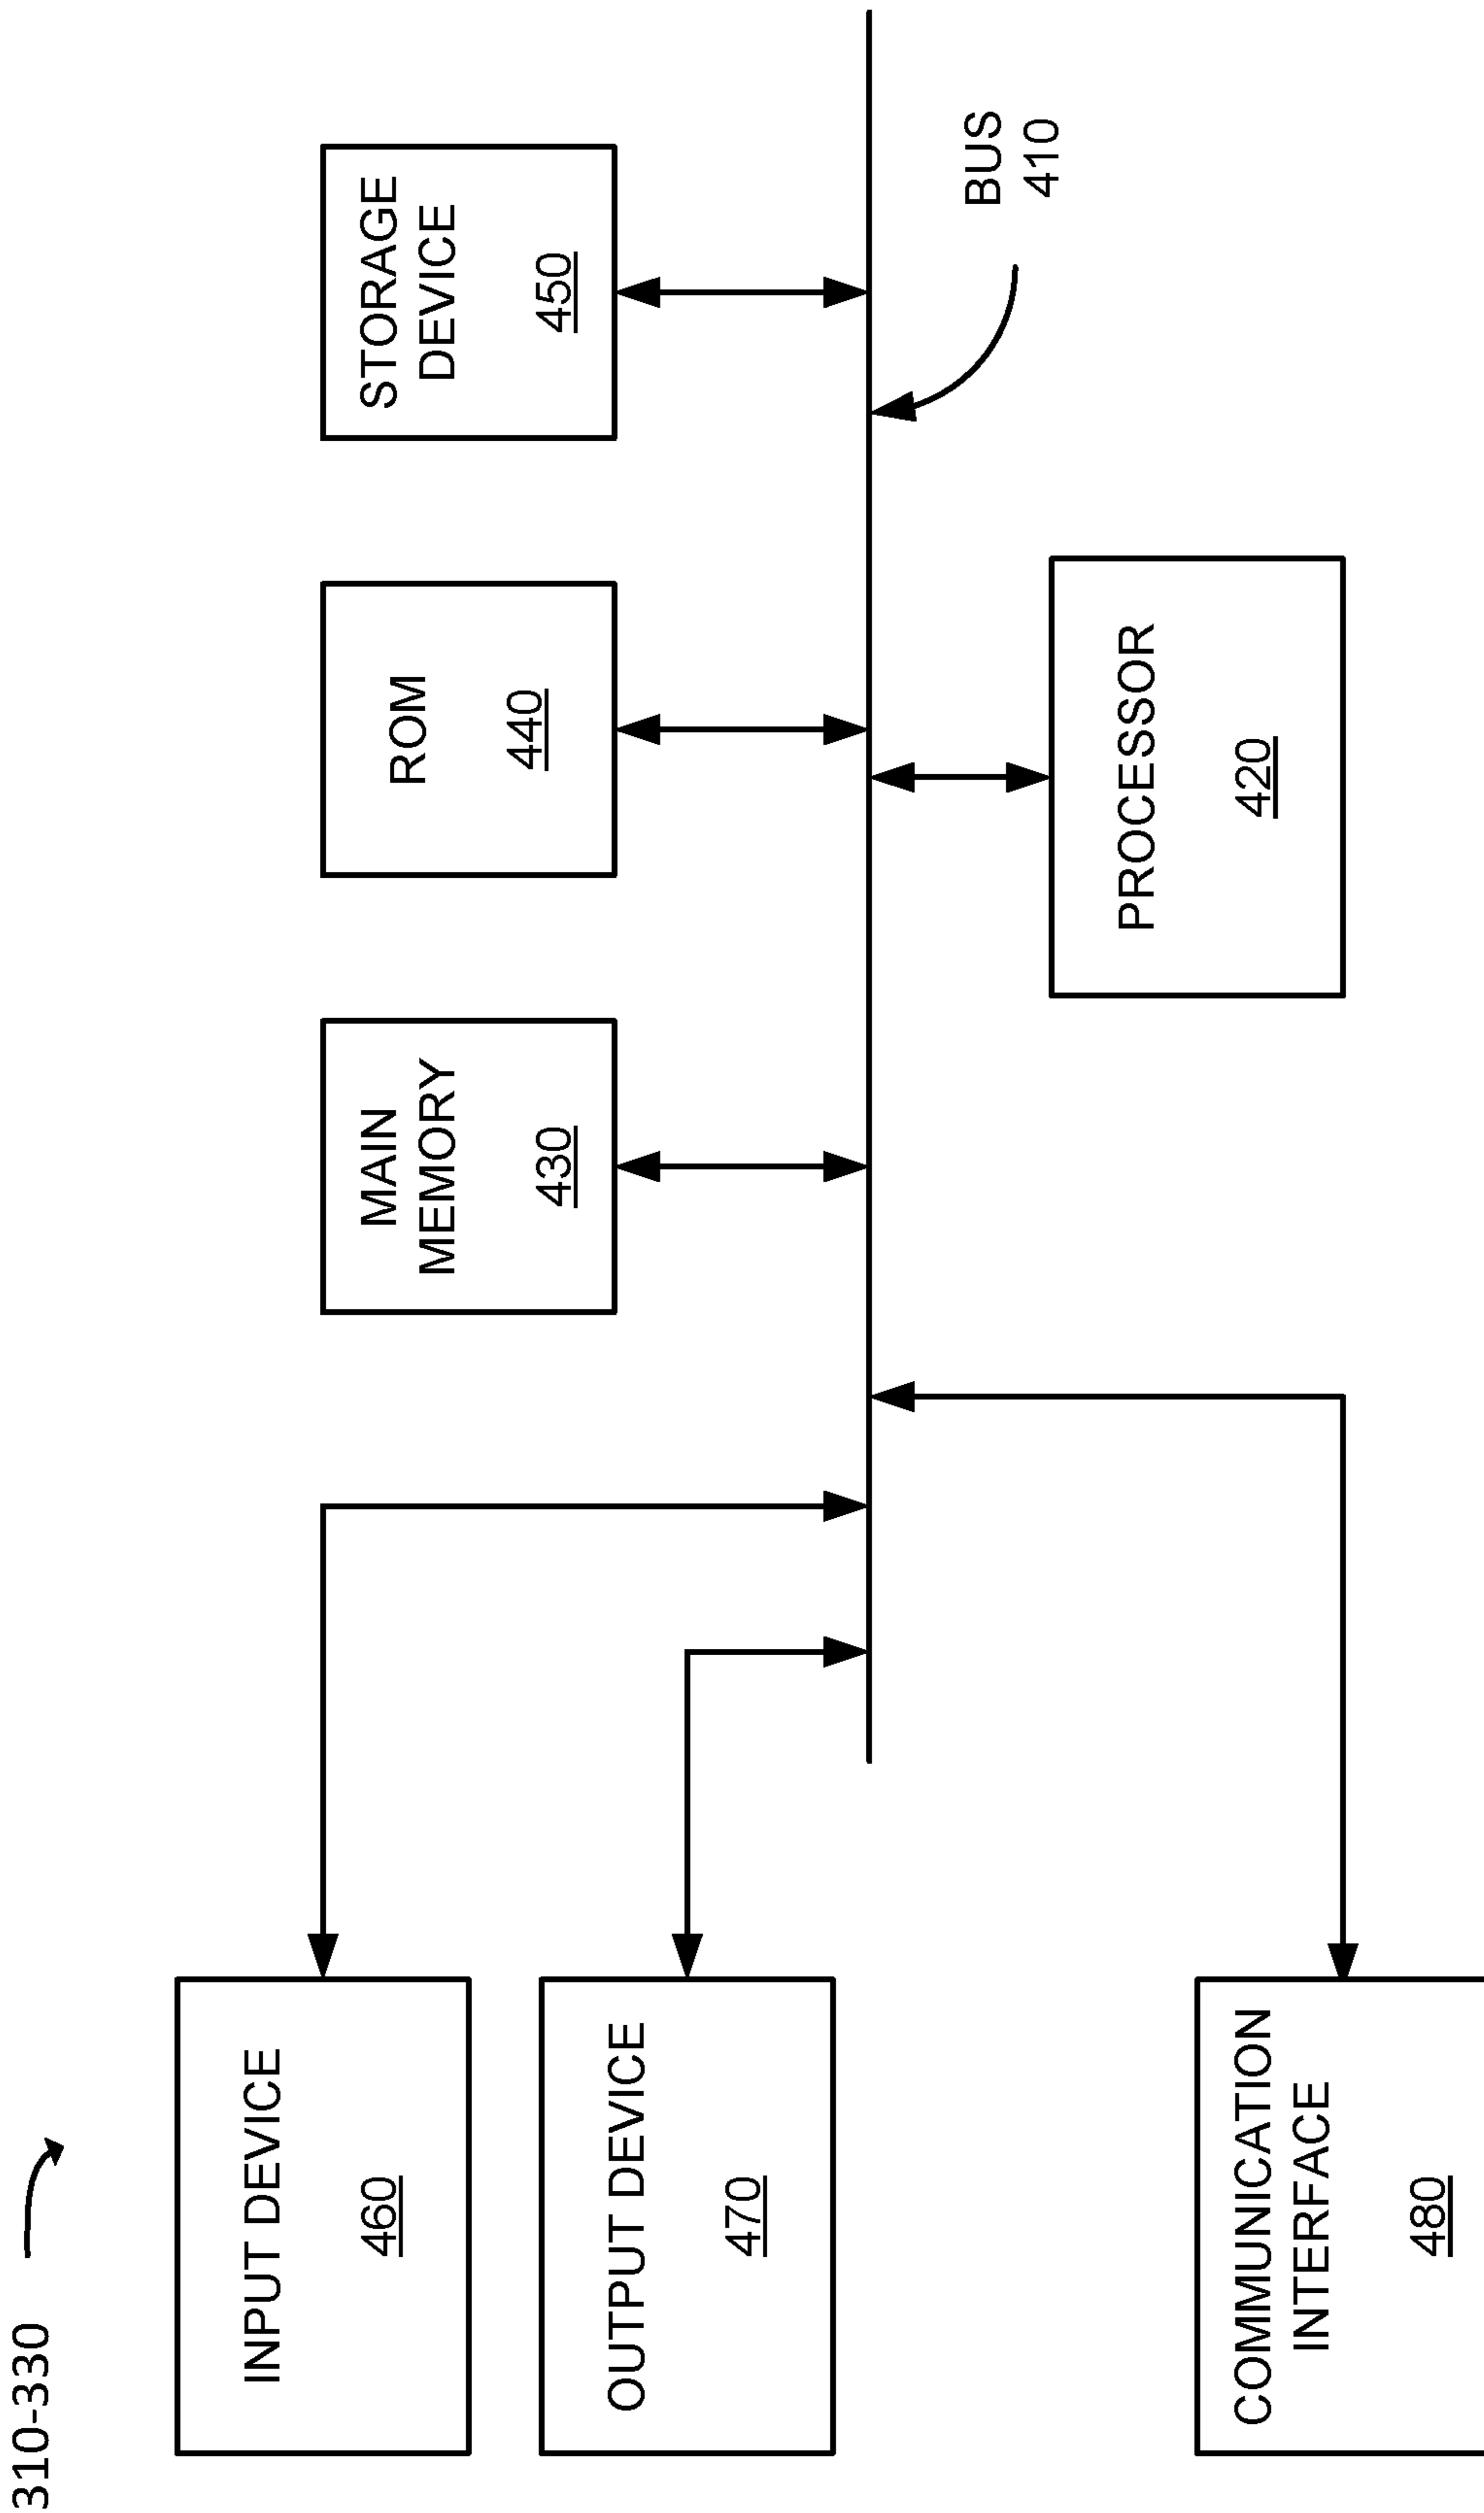 310-330
INPUT DEVICE
460
OUTPUT DEVICE
470
COMMUNICATION
INTERFACE
480
MAIN
MEMORY
430
ROM
440
STORAGE
DEVICE
450
PROCESSOR
420
BUS
410